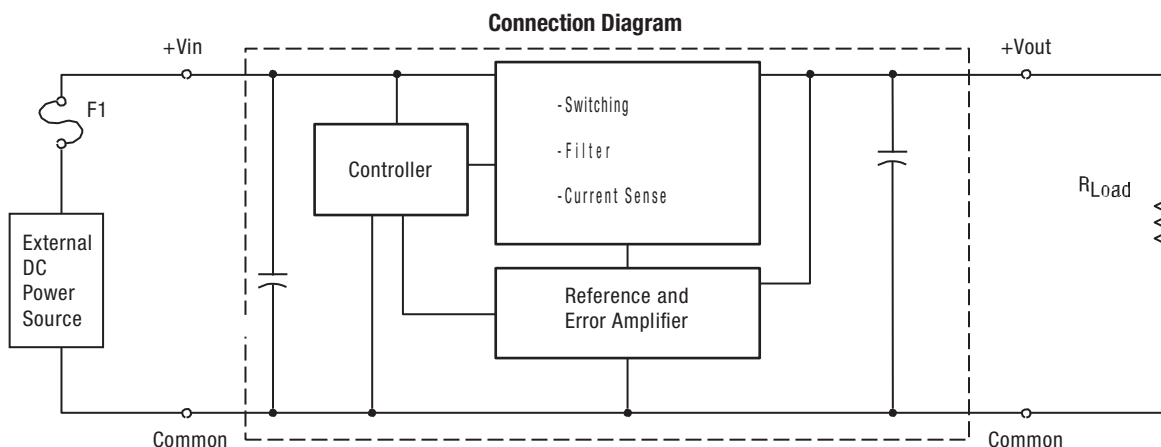 Connection Diagram
+Vin
+Vout
F1
-Switching
-Filter
-Current Sense
Controller
RLoad
External
DC
Power
Source
Reference and
Error Amplifier
Common
Common